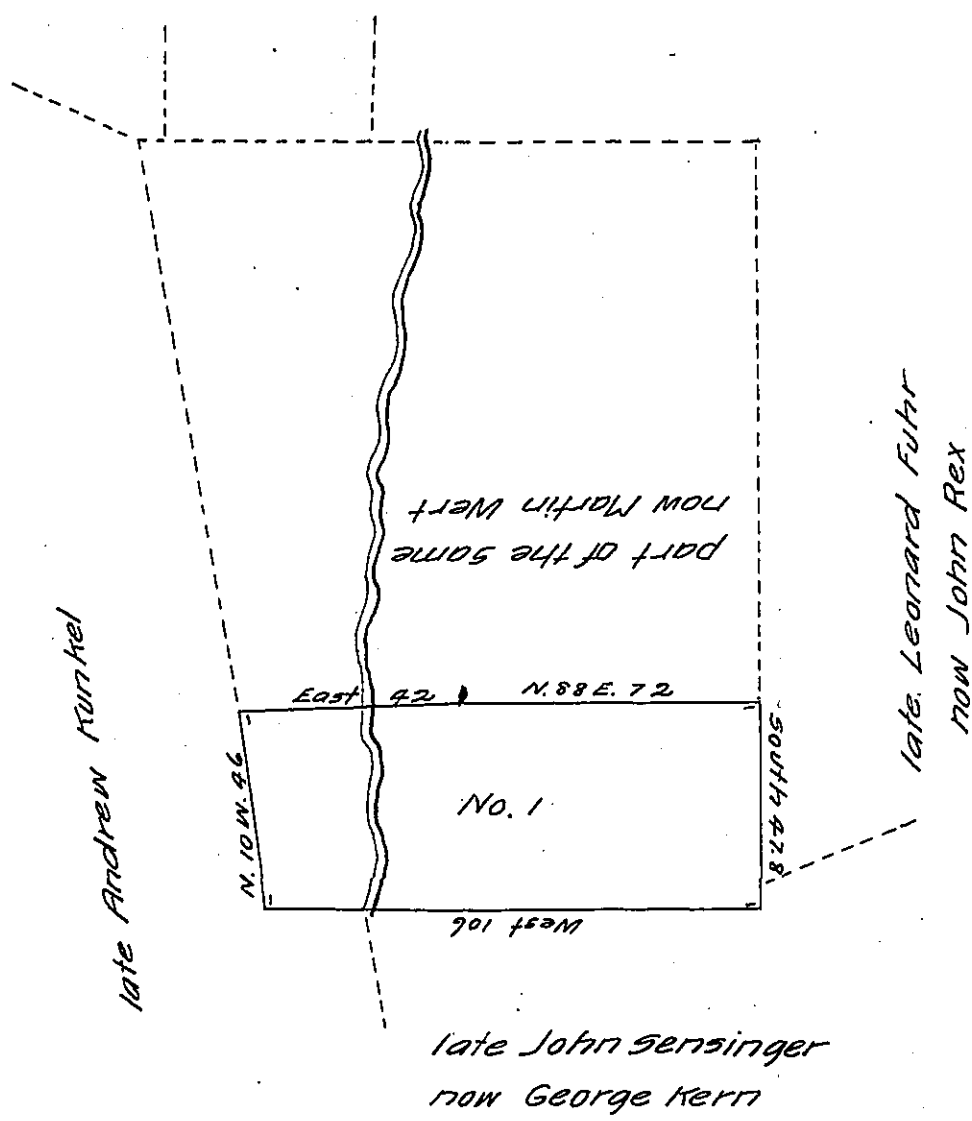 part of the Same
now Martin Wert
late Leonard Fuhr
now John Rex
late Andrew Kunkel
East 42
N. 88 E. 72
N. 10 W. 46
No. 1
South 47.8
West 106
late John Sensinger
now George Kern